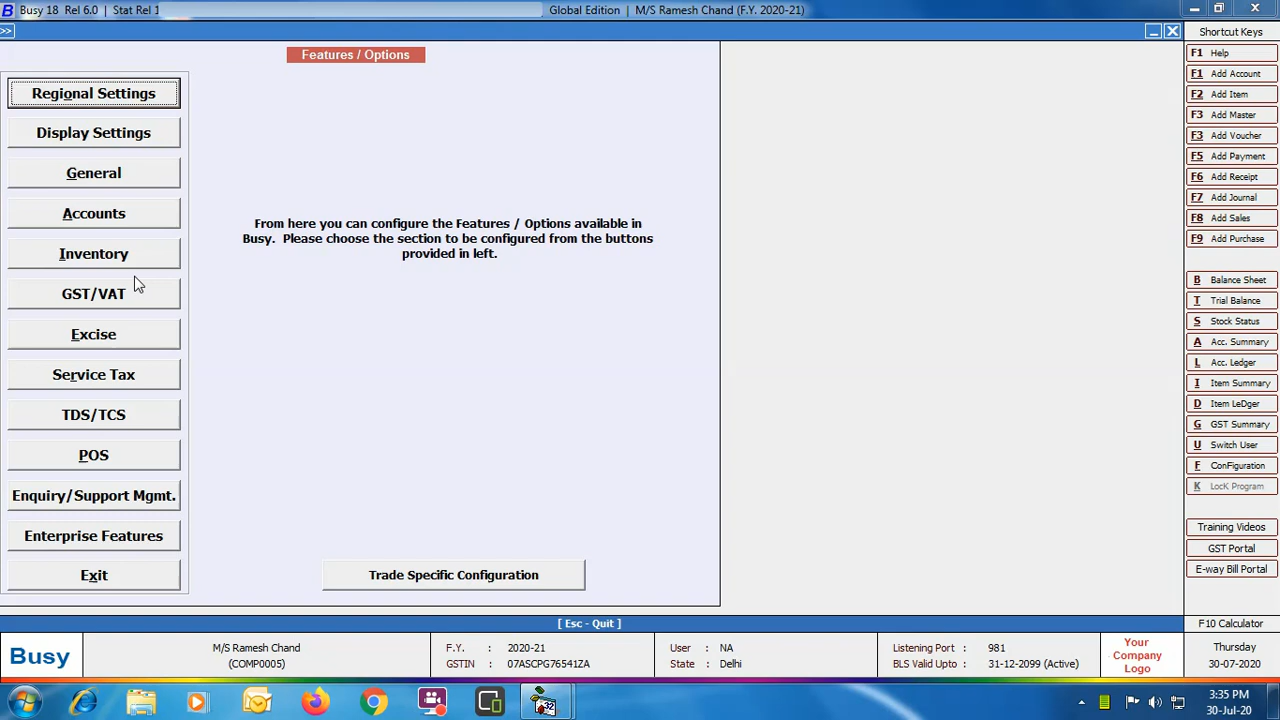 Busy 18 Rel 6.0 | Stat Rel 1
Global Edition | M/S Ramesh Chand (F.Y. 2020-21)
>>
Features / Options
Regional Settings
Display Settings
General
Accounts
Inventory
GST/VAT
Excise
Service Tax
TDS/TCS
POS
Enquiry/Support Mgmt.
Enterprise Features
Exit
From here you can configure the Features / Options available in
Busy. Please choose the section to be configured from the buttons
provided in left.
Trade Specific Configuration
Shortcut Keys
F1 Help
F1 Add Account
F2 Add Item
F3 Add Master
F3 Add Voucher
F5 Add Payment
F6 Add Receipt
F7 Add Journal
F8 Add Sales
F9 Add Purchase
B Balance Sheet
T Trial Balance
S Stock Status
A Acc. Summary
L Acc. Ledger
I Item Summary
D Item LeDger
G GST Summary
U Switch User
F ConFiguration
K LocK Program
Training Videos
GST Portal
E-way Bill Portal
[ Esc - Quit ]
F10 Calculator
Busy
M/S Ramesh Chand
(COMP0005)
F.Y. : 2020-21
GSTIN : 07ASCPG76541ZA
User : NA
State : Delhi
Listening Port : 981
BLS Valid Upto : 31-12-2099 (Active)
Your
Company
Logo
Thursday
30-07-2020
32
3:35 PM
30-Jul-20